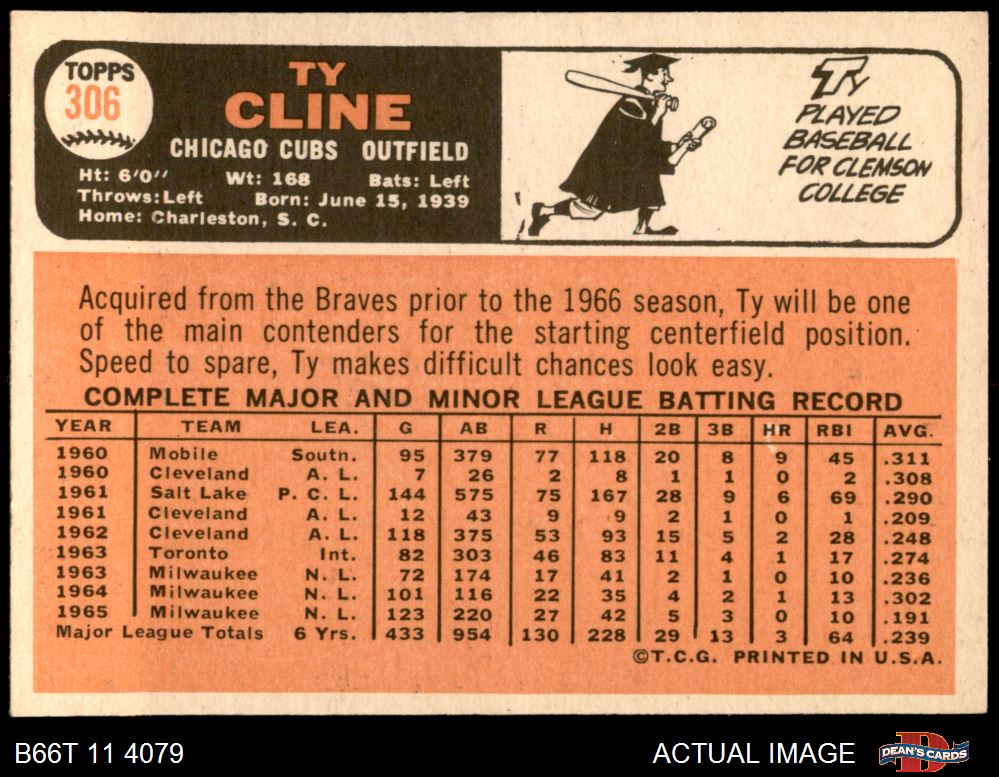 TOPPS
306
TY
CLINE
CHICAGO CUBS OUTFIELD
Ht: 6'0" Wt: 168 Bats: Left
Throws: Left Born: June 15, 1939
Home: Charleston, S. C.
TY
PLAYED
BASEBALL
FOR CLEMSON
COLLEGE
Acquired from the Braves prior to the 1966 season, Ty will be one
of the main contenders for the starting centerfield position.
Speed to spare, Ty makes difficult chances look easy.
COMPLETE MAJOR AND MINOR LEAGUE BATTING RECORD
YEAR TEAM LEA. G AB R H 2B 3B HR RBI AVG.
1960 Mobile South. 95 379 77 118 20 8 9 45 .311
1960 Cleveland A. L. 7 26 2 8 1 1 0 2 .308
1961 Salt Lake P. C. L. 144 575 75 167 28 9 6 69 .290
1961 Cleveland A. L. 12 43 9 9 2 1 0 1 .209
1962 Cleveland A. L. 118 375 53 93 15 5 2 28 .248
1963 Toronto Int. 82 303 46 83 11 4 1 17 .274
1963 Milwaukee N. L. 72 174 17 41 2 1 0 10 .236
1964 Milwaukee N. L. 101 116 22 35 4 2 1 13 .302
1965 Milwaukee N. L. 123 220 27 42 5 3 0 10 .191
Major League Totals 6 Yrs. 433 954 130 228 29 13 3 64 .239
©T.C.G. PRINTED IN U.S.A.
B66T 11 4079 ACTUAL IMAGE DEAN'S CARDS